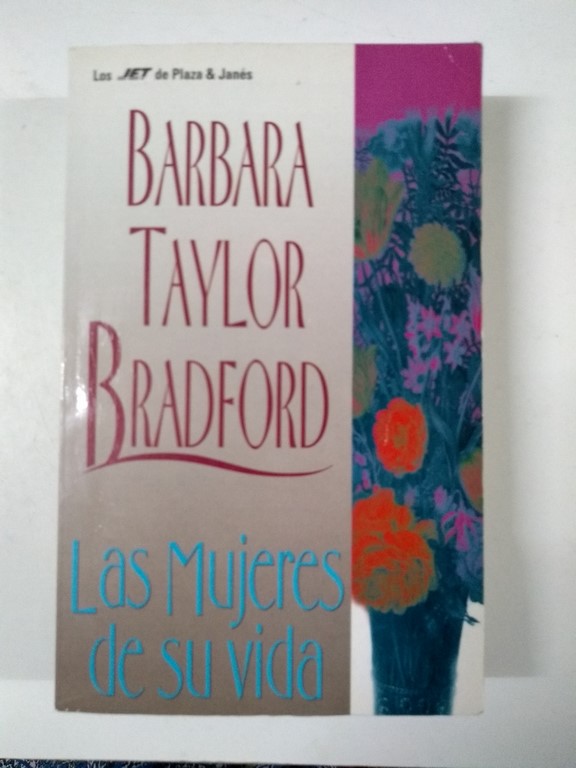 Los JET de Plaza & Janés
BARBARA
TAYLOR
BRADFORD
Las Mujeres
de su vida